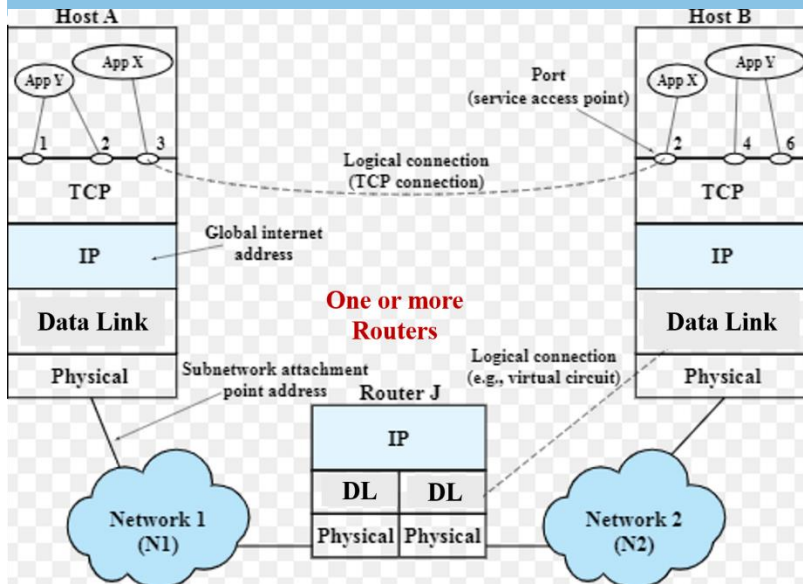 Host A
Host B
App X
App Y
Port
(service access point)
App X
App Y
1
2
3
2
4
6
Logical connection
(TCP connection)
TCP
TCP
Global internet
address
IP
IP
One or more
Routers
Data Link
Data Link
Logical connection
(e.g., virtual circuit)
Physical
Subnetwork attachment
point address
Physical
Router J
IP
DL
DL
Network 1
(N1)
Physical
Physical
Network 2
(N2)